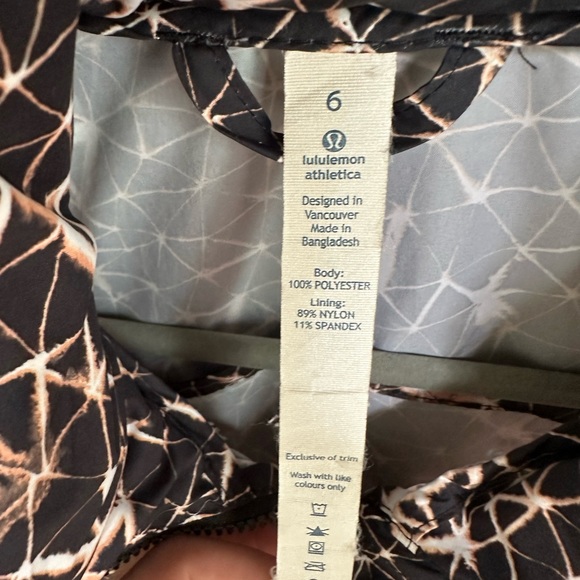 6
lululemon
athletica
Designed in
Vancouver
Made in
Bangladesh
Body:
100% POLYESTER
Lining:
89% NYLON
11% SPANDEX
Exclusive of trim
Wash with like
colours only